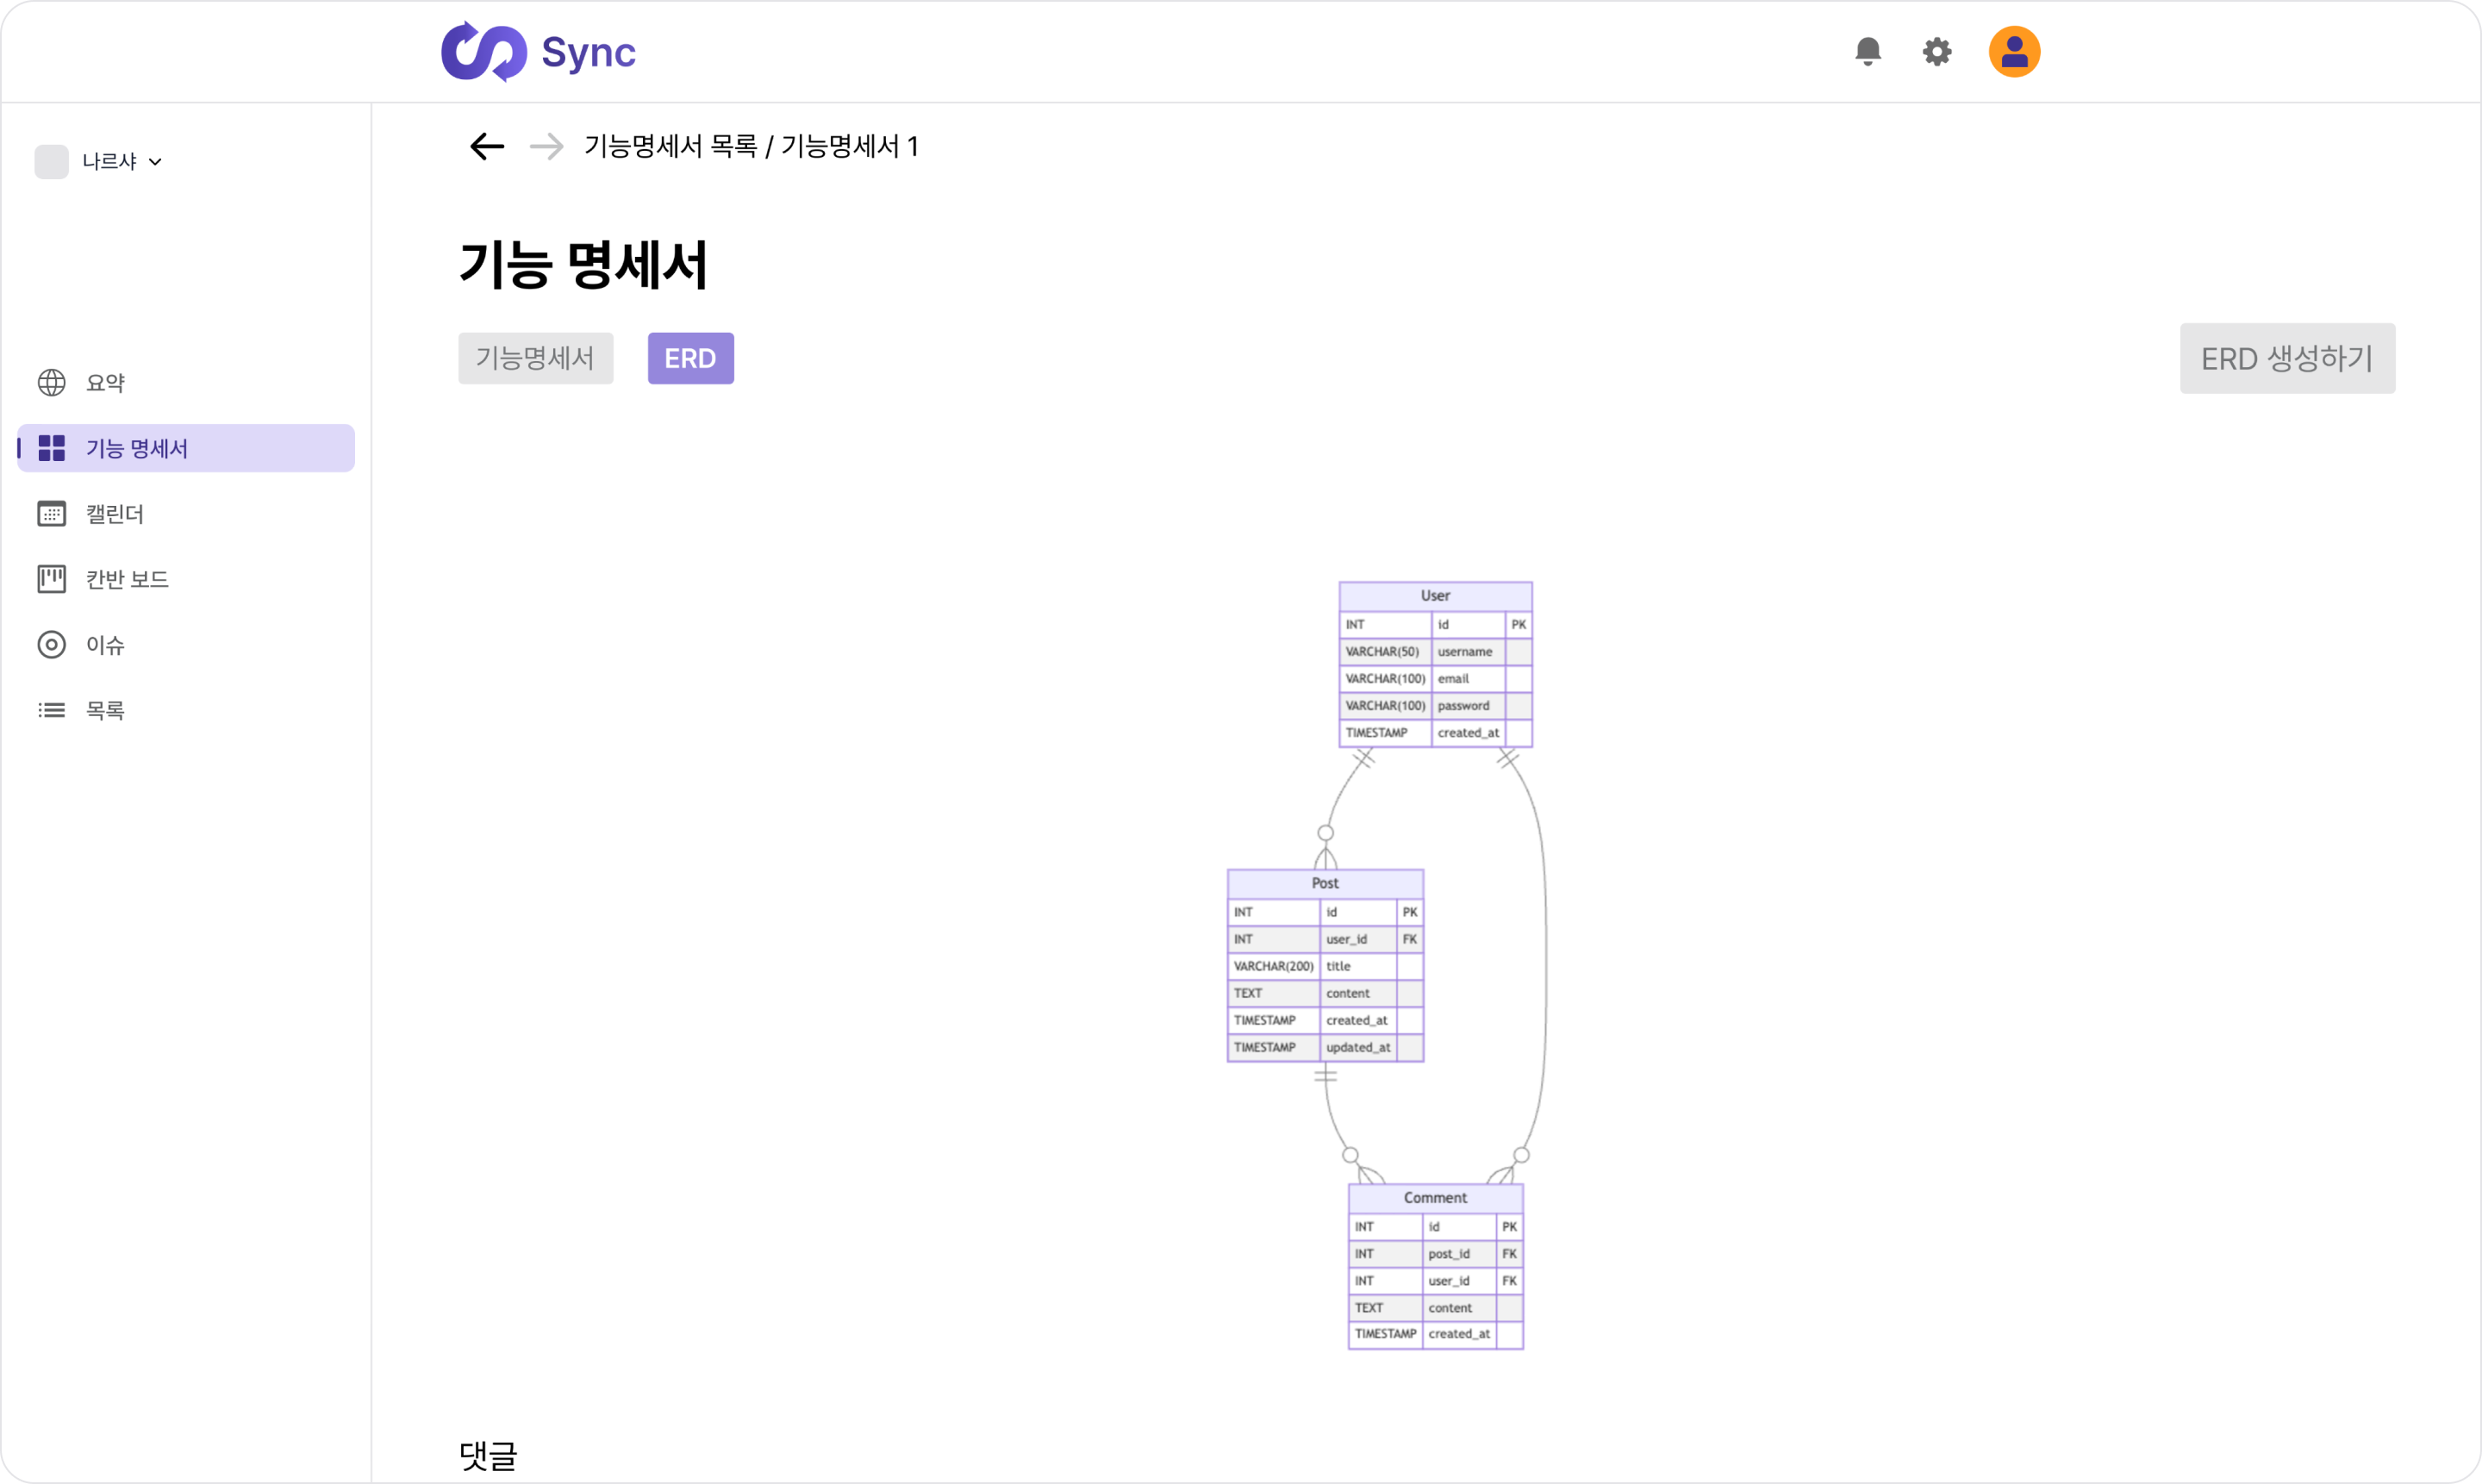 Sync
나르샤
기능명세서 목록 / 기능명세서 1
기능 명세서
기능명세서
ERD
ERD 생성하기
요약
기능 명세서
캘린더
칸반 보드
이슈
목록
User
INT id PK
VARCHAR(50) username
VARCHAR(100) email
VARCHAR(100) password
TIMESTAMP created_at
Post
INT id PK
INT user_id FK
VARCHAR(200) title
TEXT content
TIMESTAMP created_at
TIMESTAMP updated_at
Comment
INT id PK
INT post_id FK
INT user_id FK
TEXT content
TIMESTAMP created_at
댓글